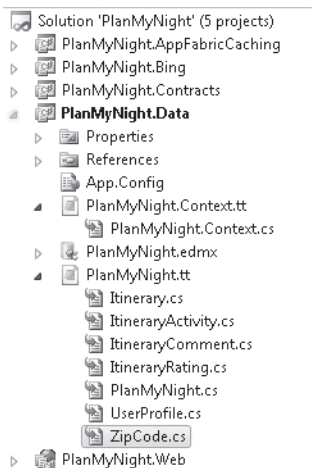 Solution 'PlanMyNight' (5 projects)
PlanMyNight.AppFabricCaching
PlanMyNight.Bing
PlanMyNight.Contracts
PlanMyNight.Data
Properties
References
App.Config
PlanMyNight.Context.tt
PlanMyNight.Context.cs
PlanMyNight.edmx
PlanMyNight.tt
Itinerary.cs
ItineraryActivity.cs
ItineraryComment.cs
ItineraryRating.cs
PlanMyNight.cs
UserProfile.cs
ZipCode.cs
PlanMyNight.Web